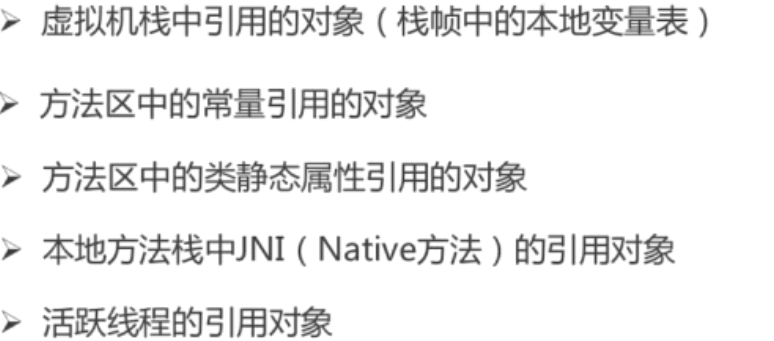 ➢ 虚拟机栈中引用的对象（栈帧中的本地变量表）
➢ 方法区中的常量引用的对象
➢ 方法区中的类静态属性引用的对象
➢ 本地方法栈中JNI（Native方法）的引用对象
➢ 活跃线程的引用对象